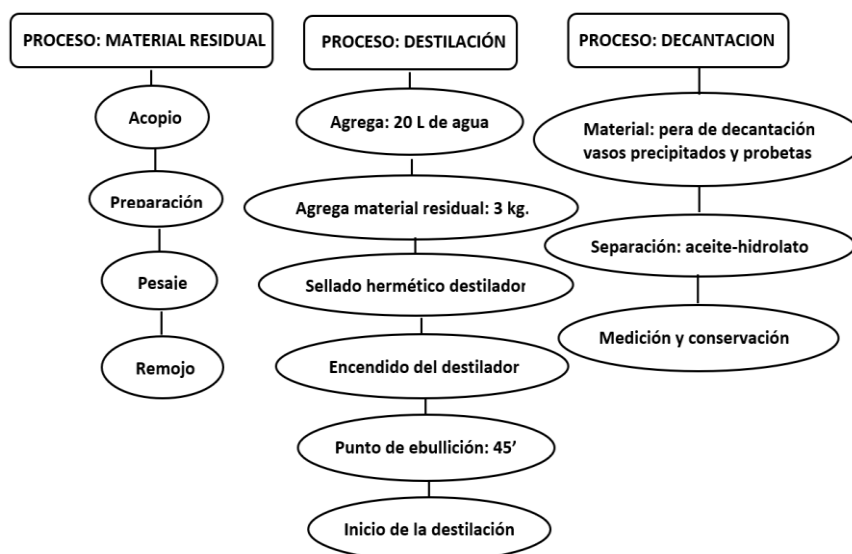 PROCESO: MATERIAL RESIDUAL
Acopio
Preparación
Pesaje
Remojo
PROCESO: DESTILACIÓN
Agrega: 20 L de agua
Agrega material residual: 3 kg.
Sellado hermético destilador
Encendido del destilador
Punto de ebullición: 45’
Inicio de la destilación
PROCESO: DECANTACION
Material: pera de decantación
vasos precipitados y probetas
Separación: aceite-hidrolato
Medición y conservación